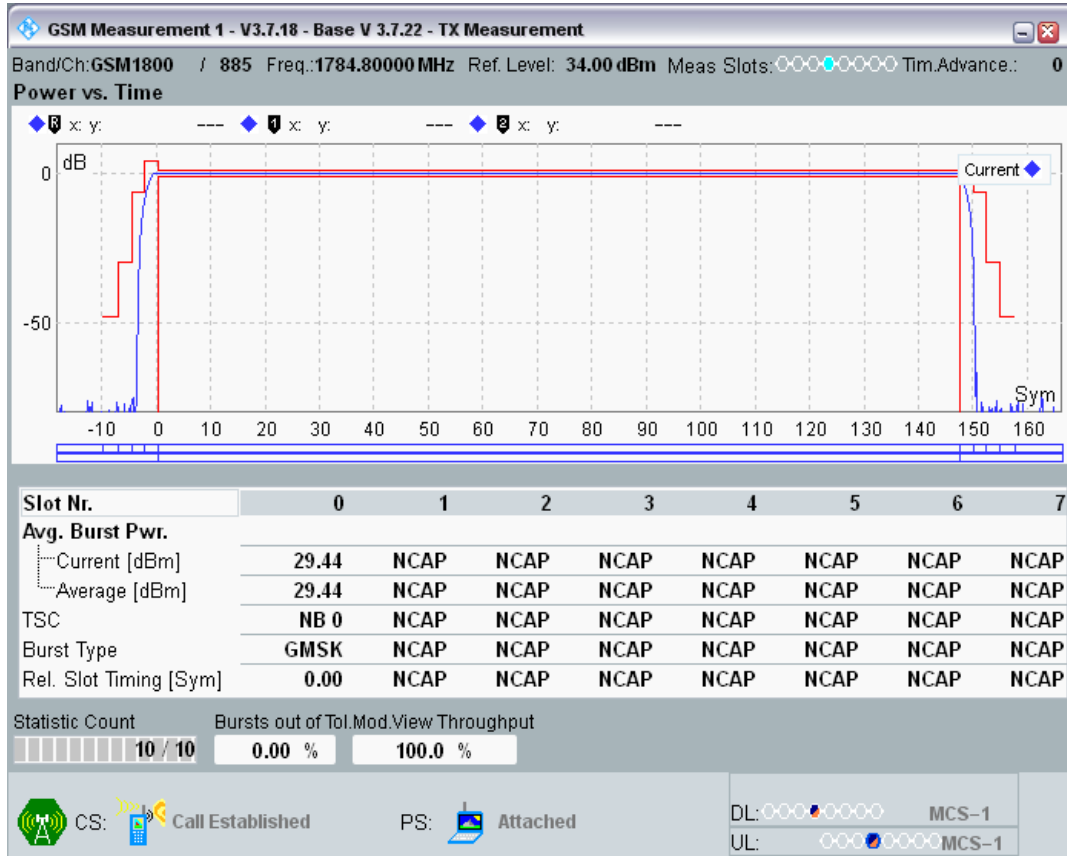 GSM Measurement 1 - V3.7.18 - Base V 3.7.22 - TX Measurement
Band/Ch:GSM1800 / 885 Freq.:1784.80000 MHz Ref. Level: 34.00 dBm Meas Slots: Tim.Advance.: 0
Power vs. Time
R x: y: --- 1 x: y: --- 2 x: y: ---
dB
0
Current
-50
Sym
-10 0 10 20 30 40 50 60 70 80 90 100 110 120 130 140 150 160
Slot Nr. 0 1 2 3 4 5 6 7
Avg. Burst Pwr.
Current [dBm] 29.44 NCAP NCAP NCAP NCAP NCAP NCAP NCAP
Average [dBm] 29.44 NCAP NCAP NCAP NCAP NCAP NCAP NCAP
TSC NB 0 NCAP NCAP NCAP NCAP NCAP NCAP NCAP
Burst Type GMSK NCAP NCAP NCAP NCAP NCAP NCAP NCAP
Rel. Slot Timing [Sym] 0.00 NCAP NCAP NCAP NCAP NCAP NCAP NCAP
Statistic Count Bursts out of Tol.Mod.View Throughput
10 / 10 0.00 % 100.0 %
CS: Call Established PS: Attached DL: MCS-1
UL: MCS-1